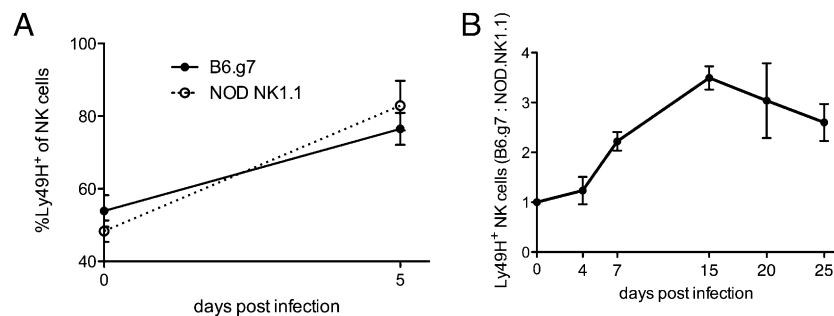 A
%Ly49H+ of NK cells
100
80
60
40
B6.g7
NOD NK1.1
0
5
days post infection
B
Ly49H+ NK cells (B6.g7 : NOD.NK1.1)
4
3
2
1
0
0
4
7
15
20
25
days post infection